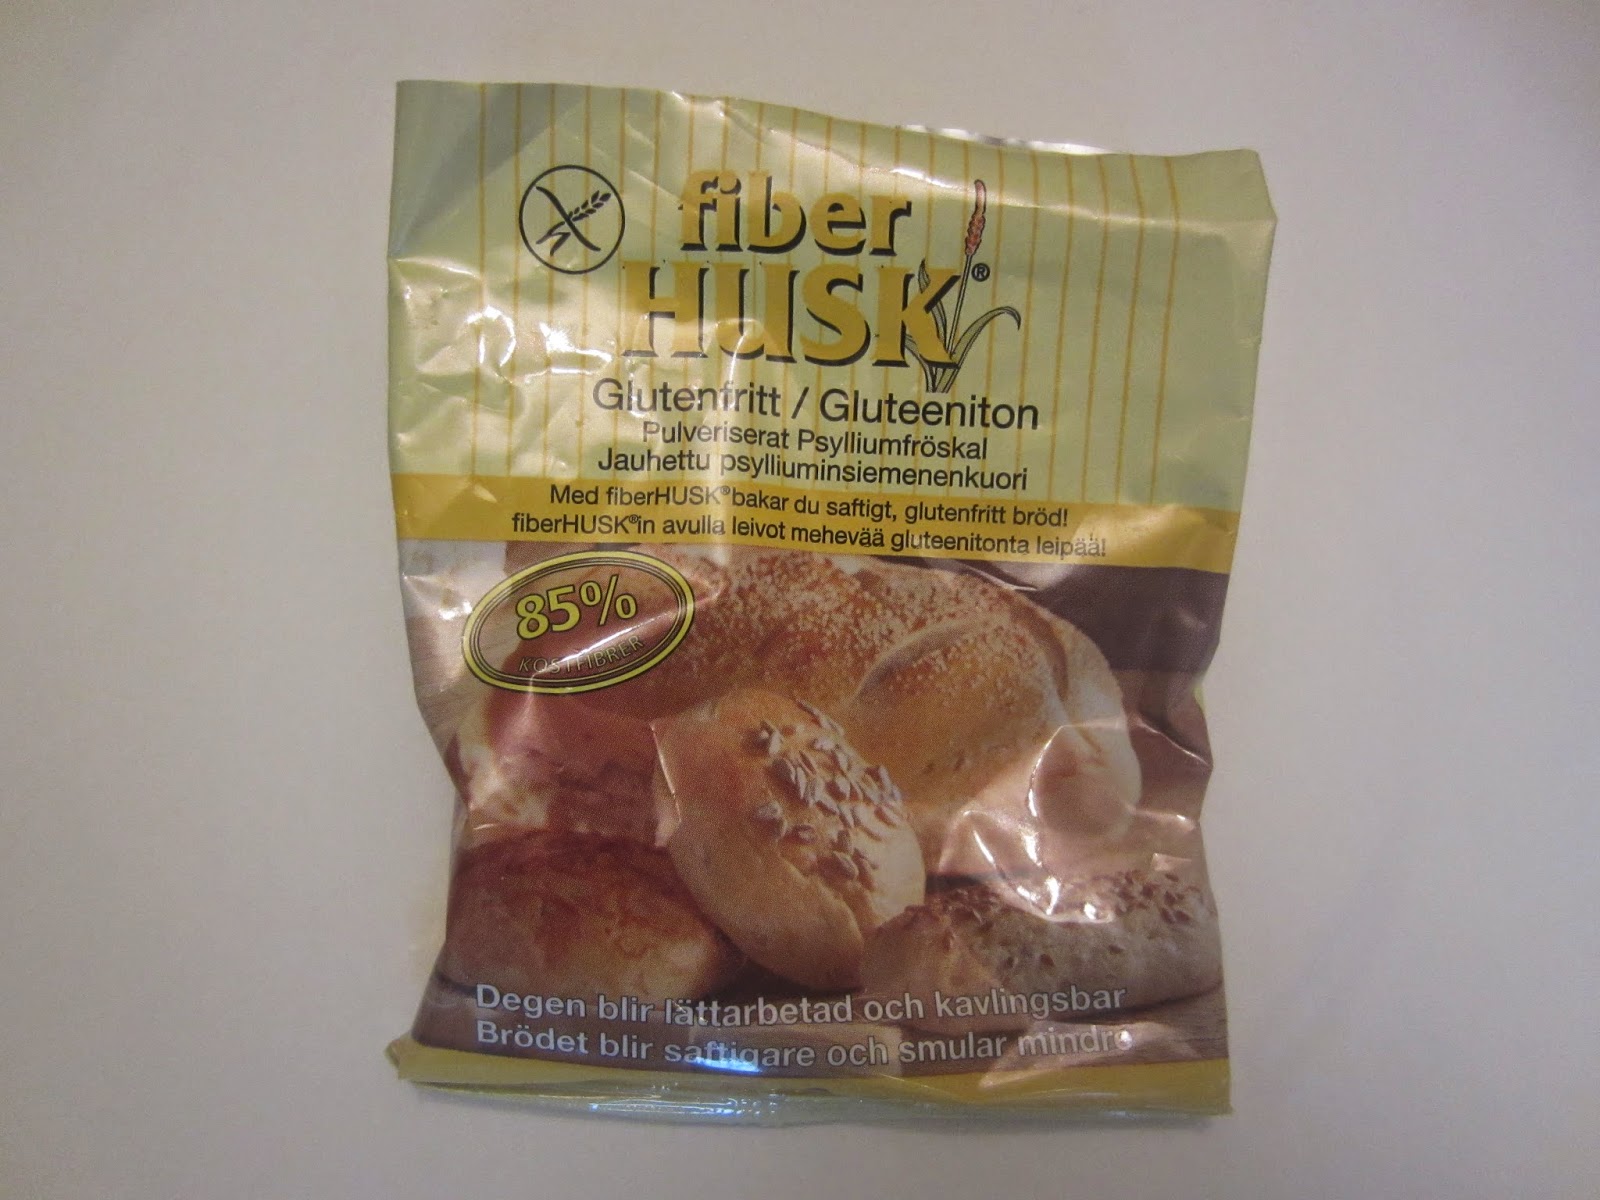 fiber
HUSK®
Glutenfritt / Gluteeniton
Pulveriserat Psylliumfröskal
Jauhettu psylliuminsiemenenkuori
Med fiberHUSK® bakar du saftigt, glutenfritt bröd!
fiberHUSK®in avulla leivot mehevää gluteenitonta leipää!
85%
KOSTFIBRER
Degen blir lättarbetad och kavlingsbar
Brödet blir saftigare och smular mindre